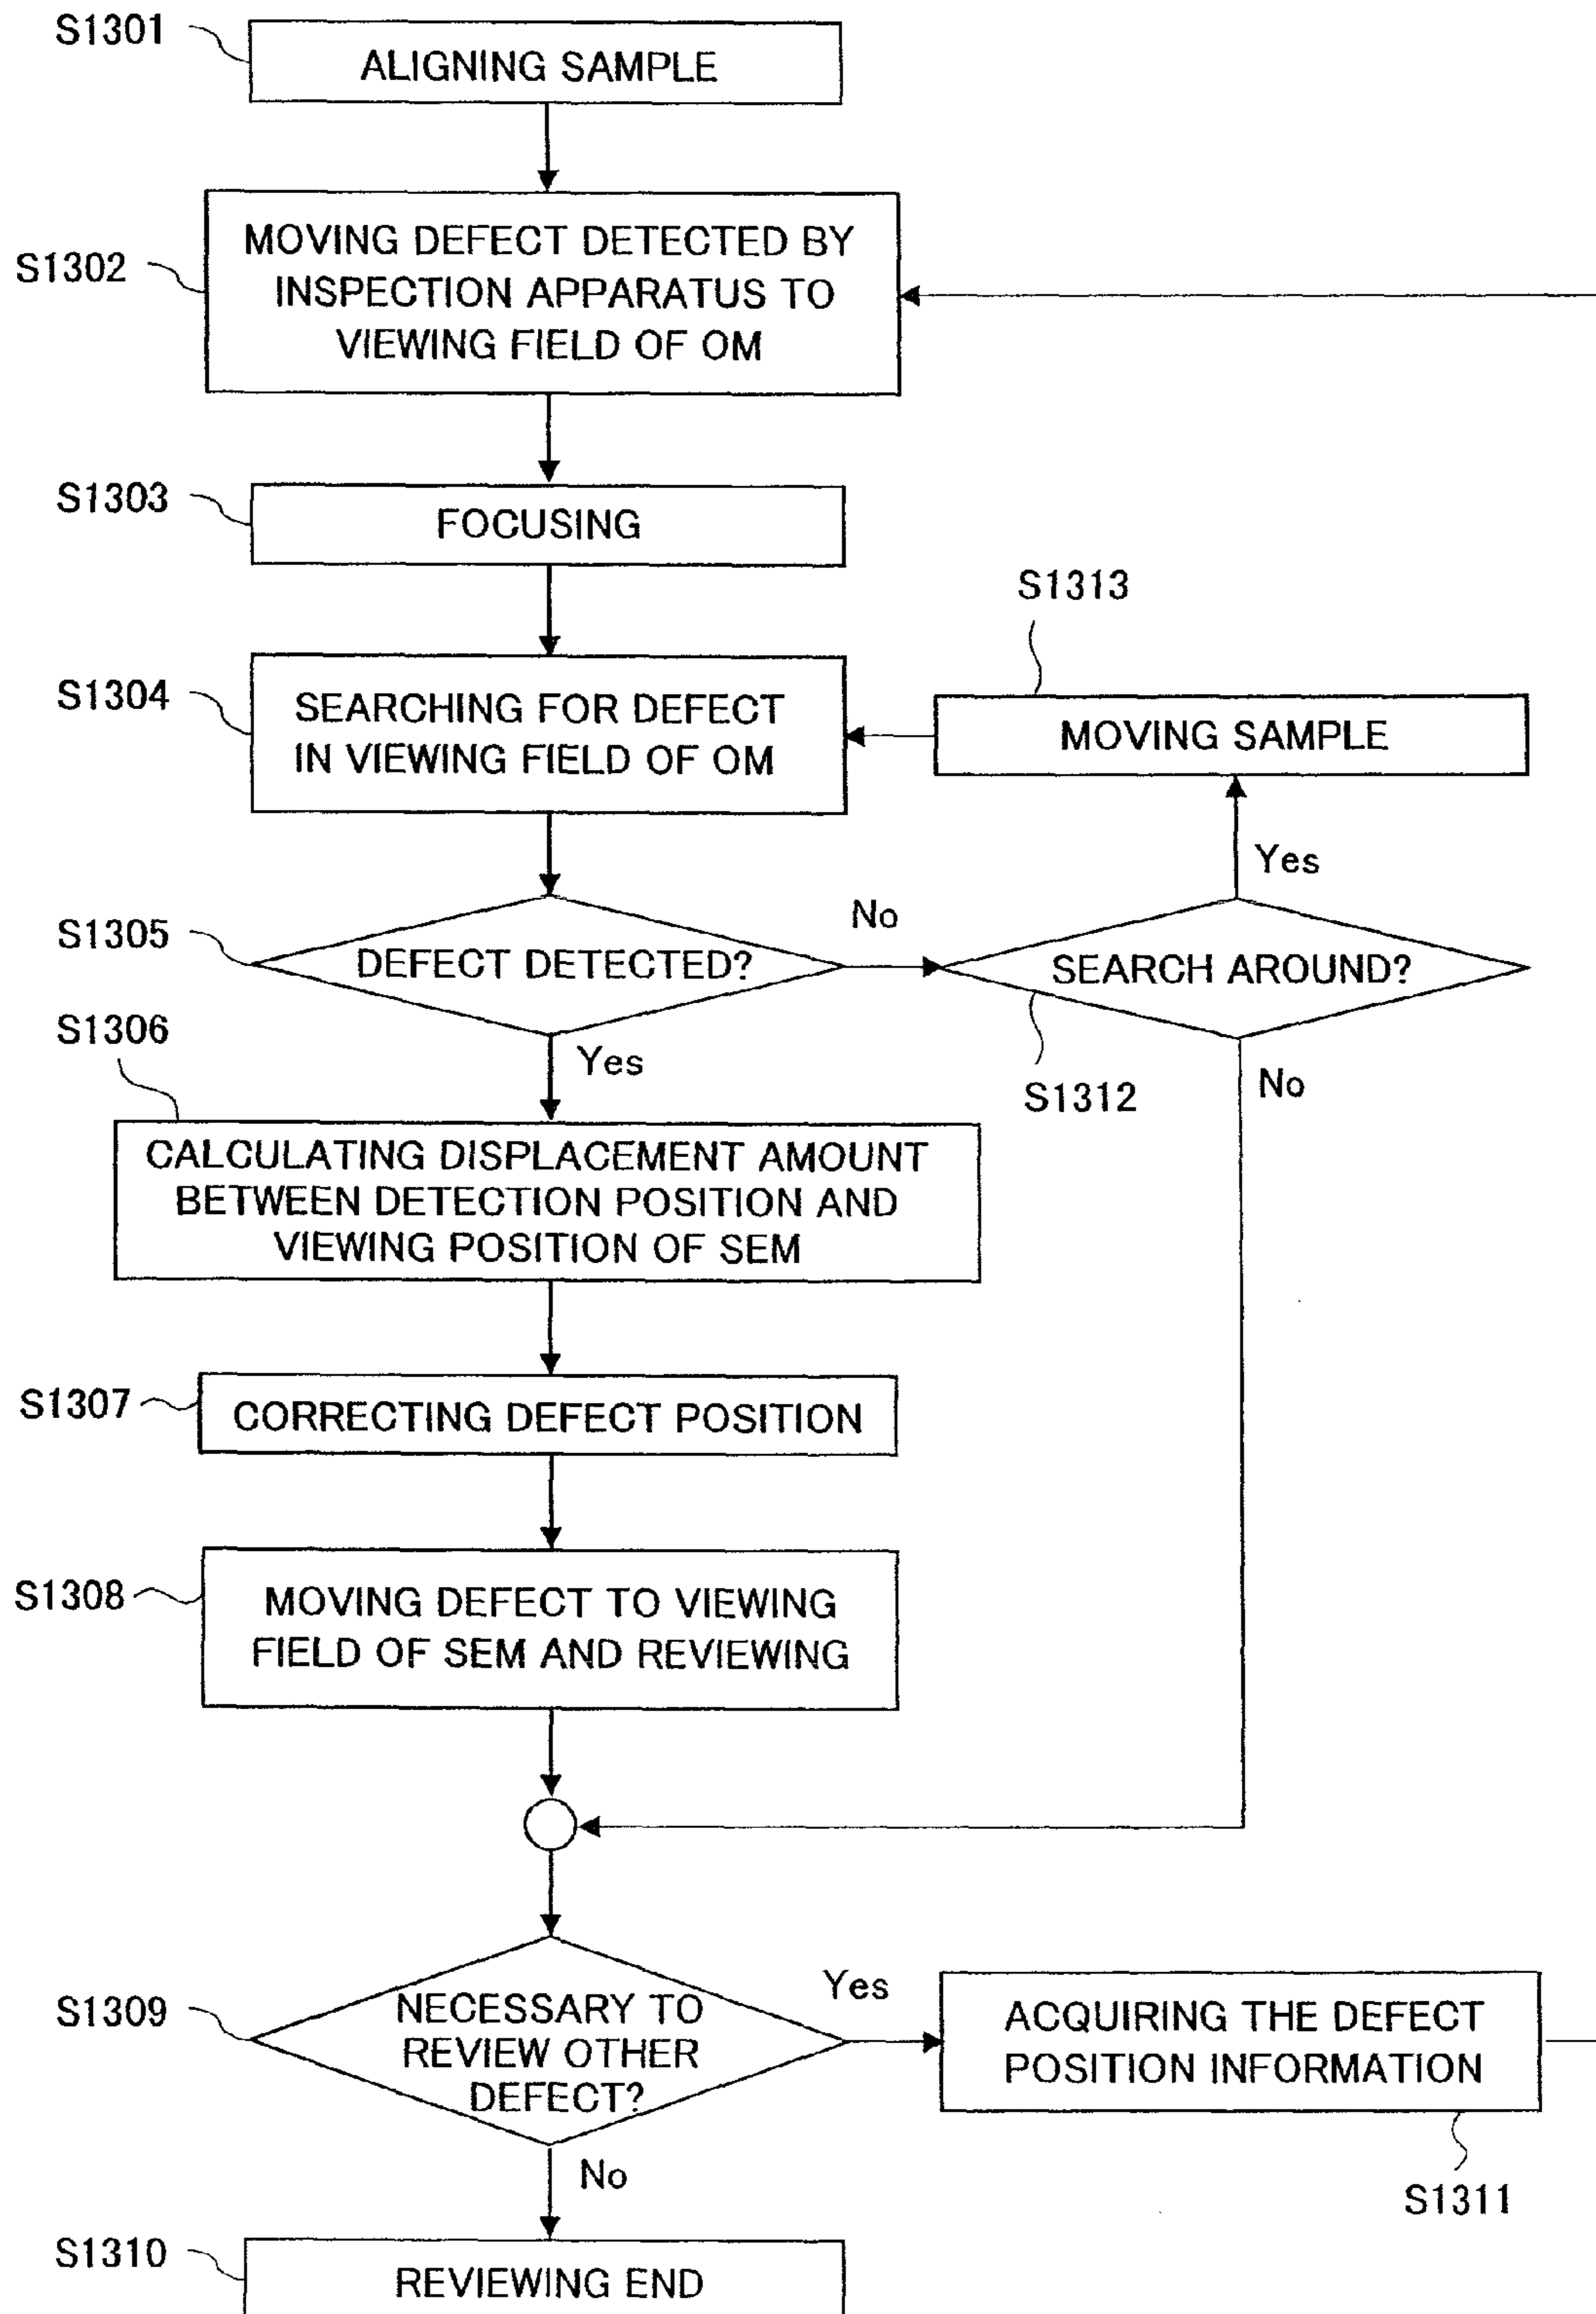 S1301
ALIGNING SAMPLE
S1302
MOVING DEFECT DETECTED BY
INSPECTION APPARATUS TO
VIEWING FIELD OF OM
S1303
FOCUSING
S1313
S1304
SEARCHING FOR DEFECT
IN VIEWING FIELD OF OM
MOVING SAMPLE
Yes
S1305
DEFECT DETECTED?
No
SEARCH AROUND?
S1312
No
S1306
Yes
CALCULATING DISPLACEMENT AMOUNT
BETWEEN DETECTION POSITION AND
VIEWING POSITION OF SEM
S1307
CORRECTING DEFECT POSITION
S1308
MOVING DEFECT TO VIEWING
FIELD OF SEM AND REVIEWING
S1309
NECESSARY TO
REVIEW OTHER
DEFECT?
Yes
ACQUIRING THE DEFECT
POSITION INFORMATION
S1311
No
S1310
REVIEWING END